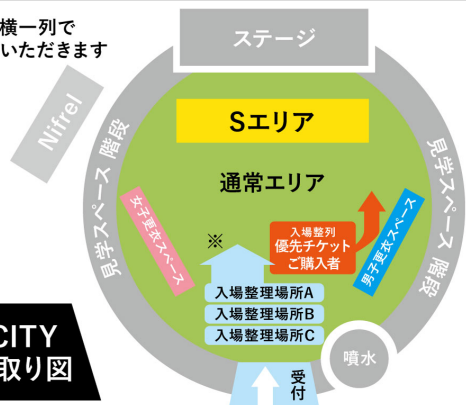 横一列で
いただきます
ステージ
Nifrel
Sエリア
通常エリア
見学スペース 階段
見学スペース 階段
女子更衣スペース
男子更衣スペース
※
入場整列
優先チケット
ご購入者
入場整理場所A
入場整理場所B
入場整理場所C
CITY
取り図
噴水
受付